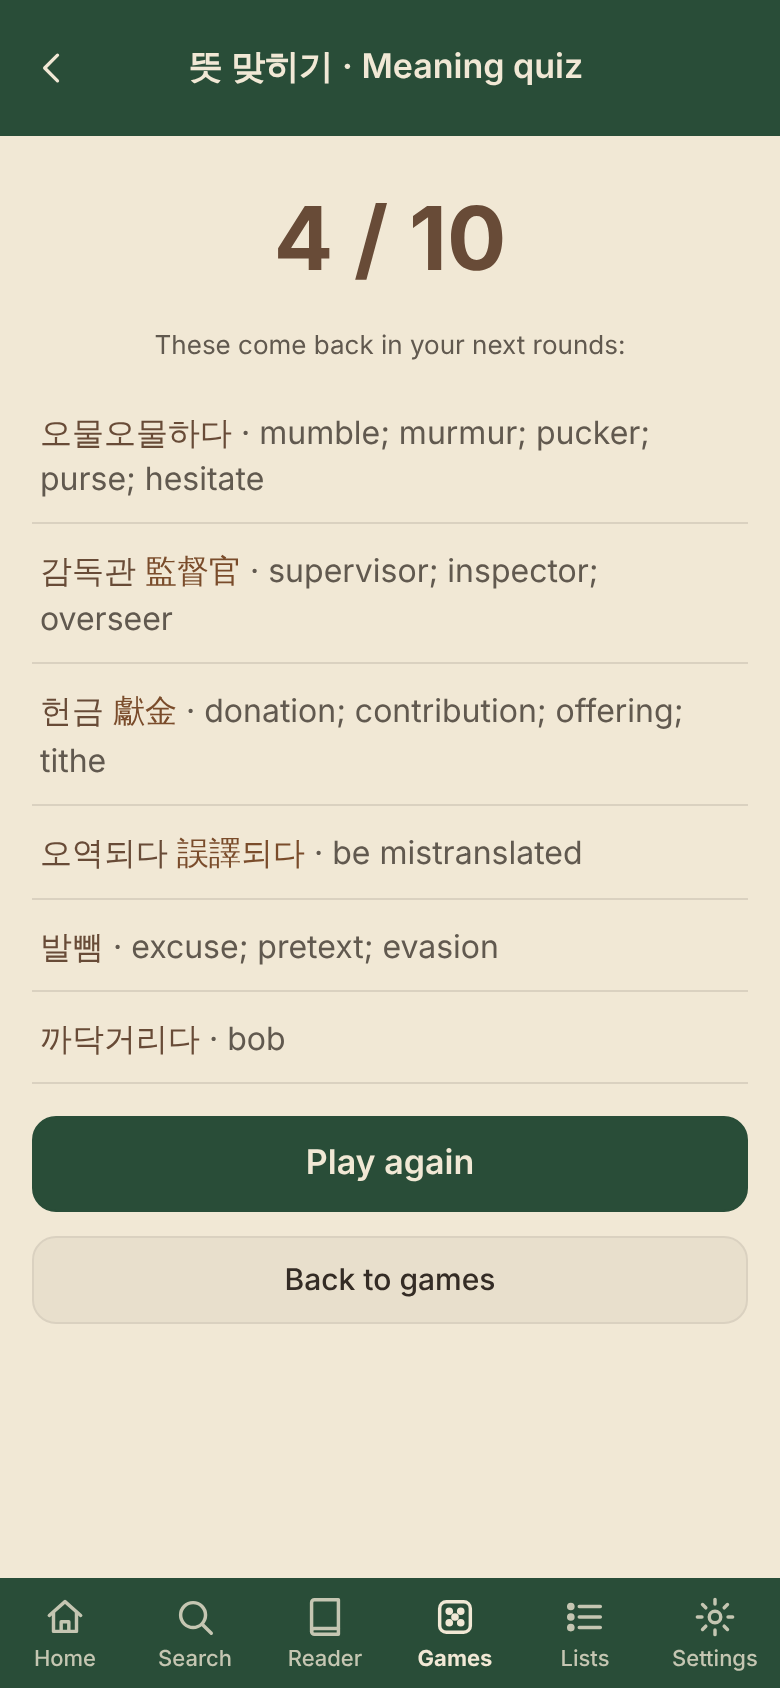 뜻 맞히기 · Meaning quiz
4 / 10
These come back in your next rounds:
오물오물하다 · mumble; murmur; pucker;
purse; hesitate
감독관 監督官 · supervisor; inspector;
overseer
헌금 獻金 · donation; contribution; offering;
tithe
오역되다 誤譯되다 · be mistranslated
발뺌 · excuse; pretext; evasion
까닥거리다 · bob
Play again
Back to games
Home Search Reader Games Lists Settings